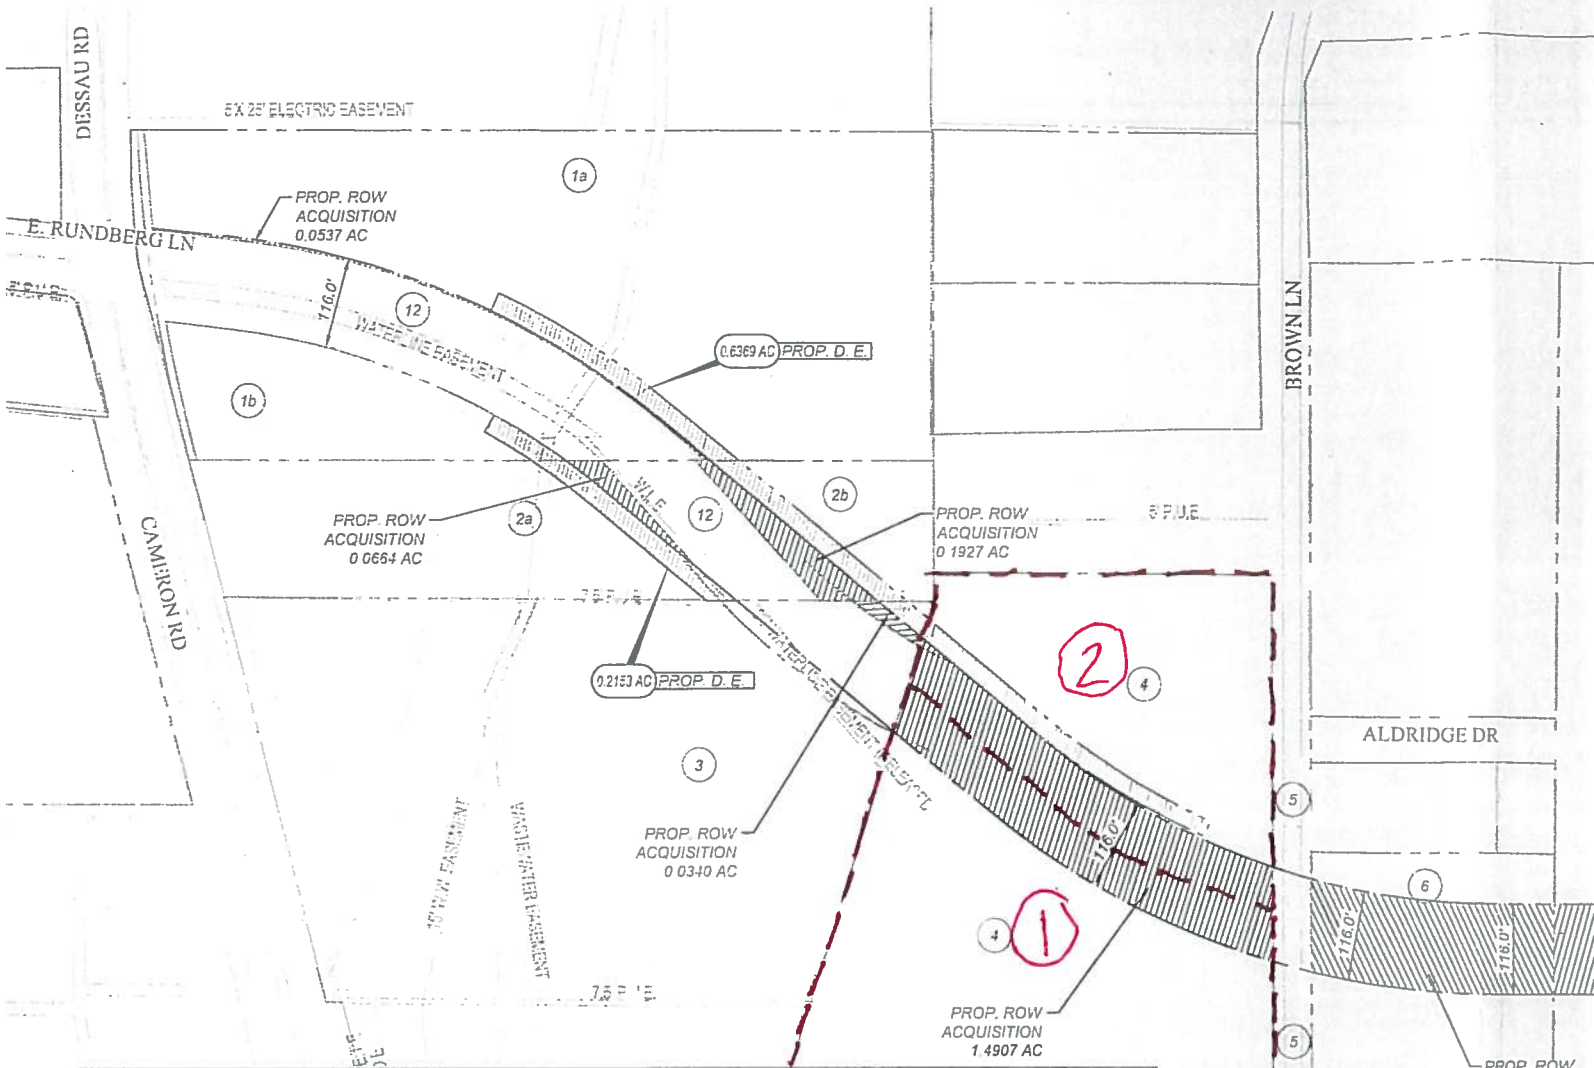 DESSAU RD
6 X 25' ELECTRIC EASEMENT
1a
PROP. ROW
ACQUISITION
0.0537 AC
E. RUNDBERG LN
116.0'
12
WATERLINE EASEMENT
0.6369 AC PROP. D. E.
BROWN LN
1b
2b
W.L.E
12
2a
PROP. ROW
ACQUISITION
0.0664 AC
PROP. ROW
ACQUISITION
0.1927 AC
CAMERON RD
0.2153 AC PROP. D. E.
2
4
ALDRIDGE DR
3
5
116.0'
PROP. ROW
ACQUISITION
0.0340 AC
WASTEWATER EASEMENT
6
4
1
116.0'
116.0'
PROP. ROW
ACQUISITION
1.4907 AC
5
PROP. ROW